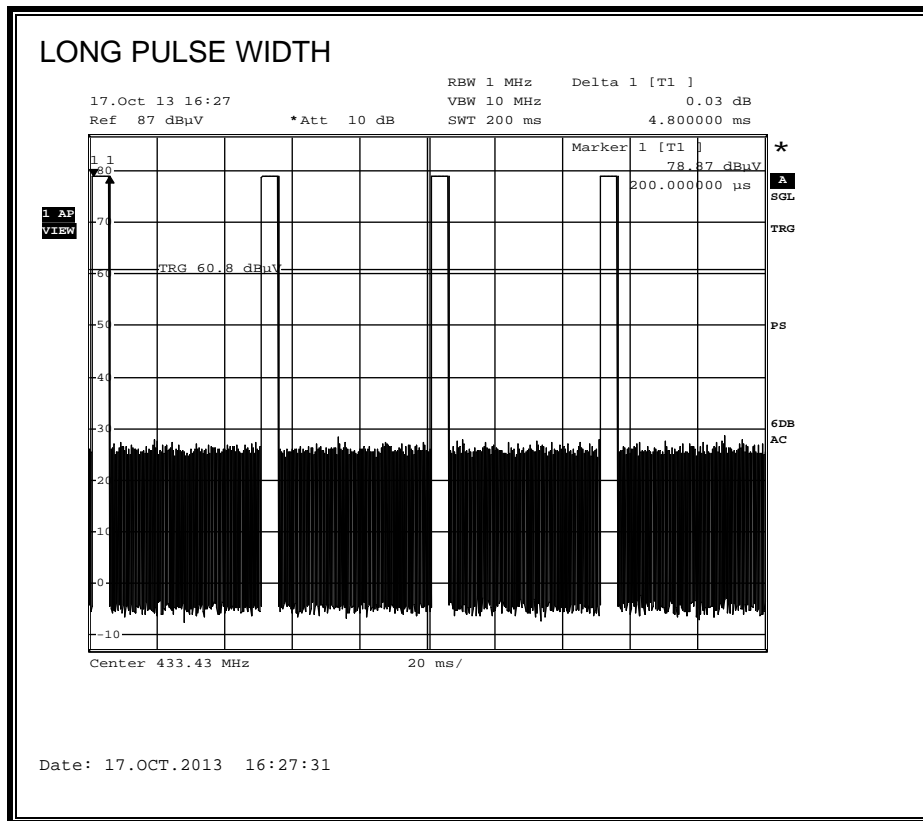 LONG PULSE WIDTH
RBW 1 MHz Delta 1 [T1 ]
17.Oct 13 16:27 VBW 10 MHz 0.03 dB
Ref 87 dBµV *Att 10 dB SWT 200 ms 4.800000 ms
Marker 1 [T1 ]
*
1 1
80
78.87 dBµV
200.000000 µs
A
SGL
1 AP
VIEW
70
TRG
TRG 60.8 dBµV
60
50
PS
40
30
6DB
AC
20
10
0
-10
Center 433.43 MHz 20 ms/
Date: 17.OCT.2013 16:27:31